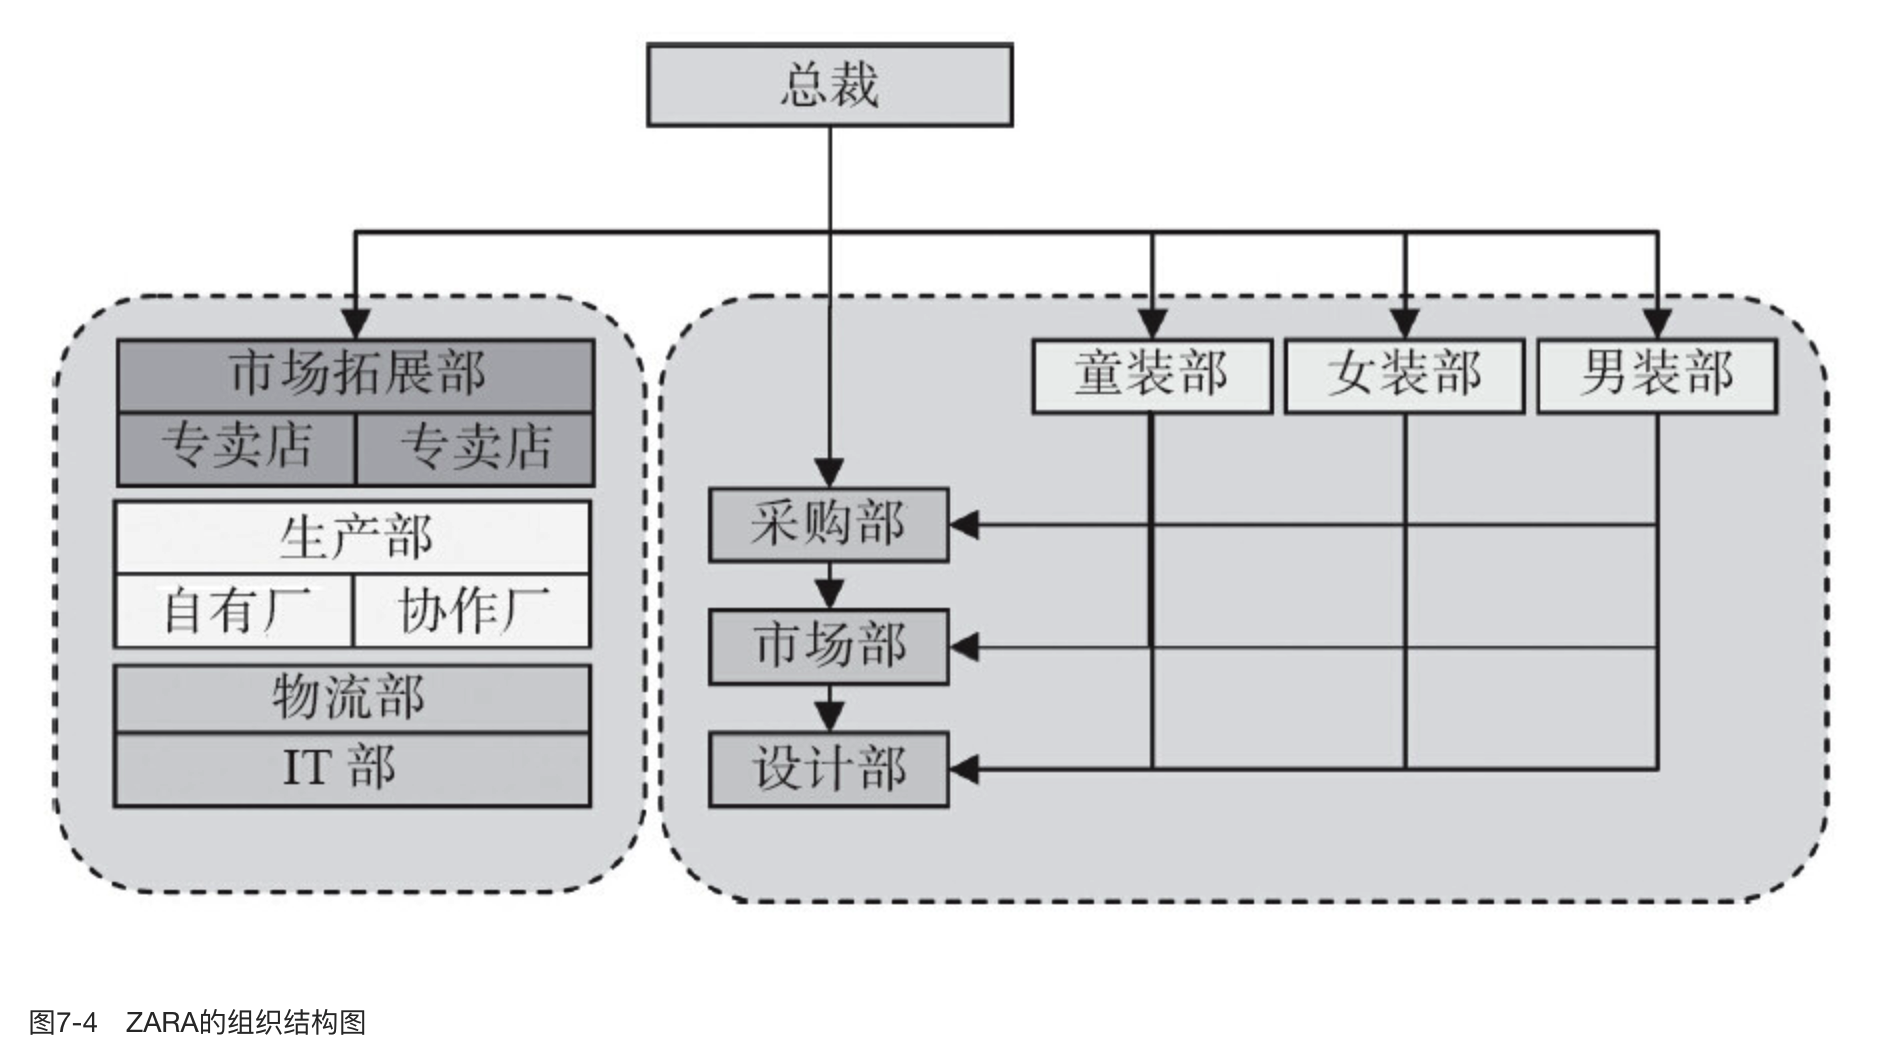 总裁
市场拓展部
专卖店 专卖店
生产部
自有厂 协作厂
物流部
IT 部
童装部 女装部 男装部
采购部
市场部
设计部
图7-4 ZARA的组织结构图